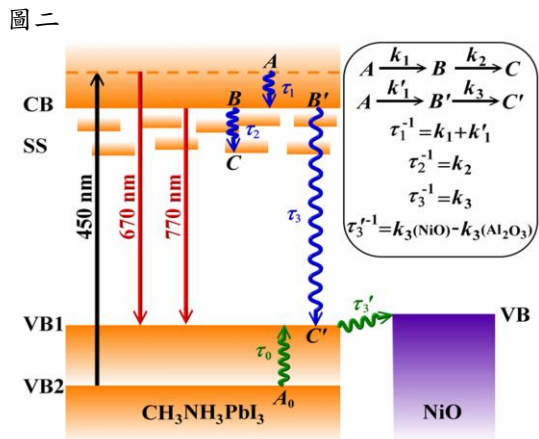 圖二
A
CB
B
B′
τ1
τ2
SS
C
450 nm
670 nm
770 nm
τ3
VB1
C′
τ3′
VB
τ0
VB2
A0
CH3NH3PbI3
NiO
A k1→ B k2→ C
A k′1→ B′ k3→ C′
τ1⁻¹=k1+k′1
τ2⁻¹=k2
τ3⁻¹=k3
τ3′⁻¹=k3(NiO)-k3(Al2O3)